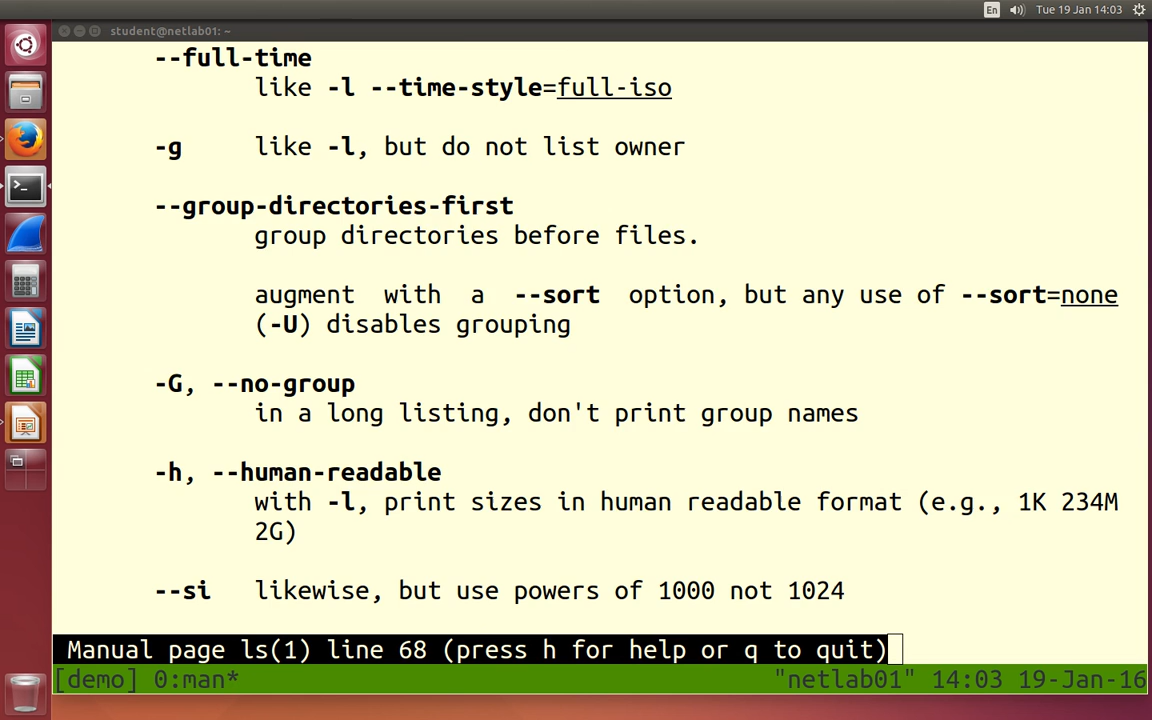 En
Tue 19 Jan 14:03
student@netlab01: ~
--full-time
like -l --time-style=full-iso
-g like -l, but do not list owner
--group-directories-first
group directories before files.
augment with a --sort option, but any use of --sort=none
(-U) disables grouping
-G, --no-group
in a long listing, don't print group names
-h, --human-readable
with -l, print sizes in human readable format (e.g., 1K 234M
2G)
--si likewise, but use powers of 1000 not 1024
Manual page ls(1) line 68 (press h for help or q to quit)
[demo] 0:man* "netlab01" 14:03 19-Jan-16